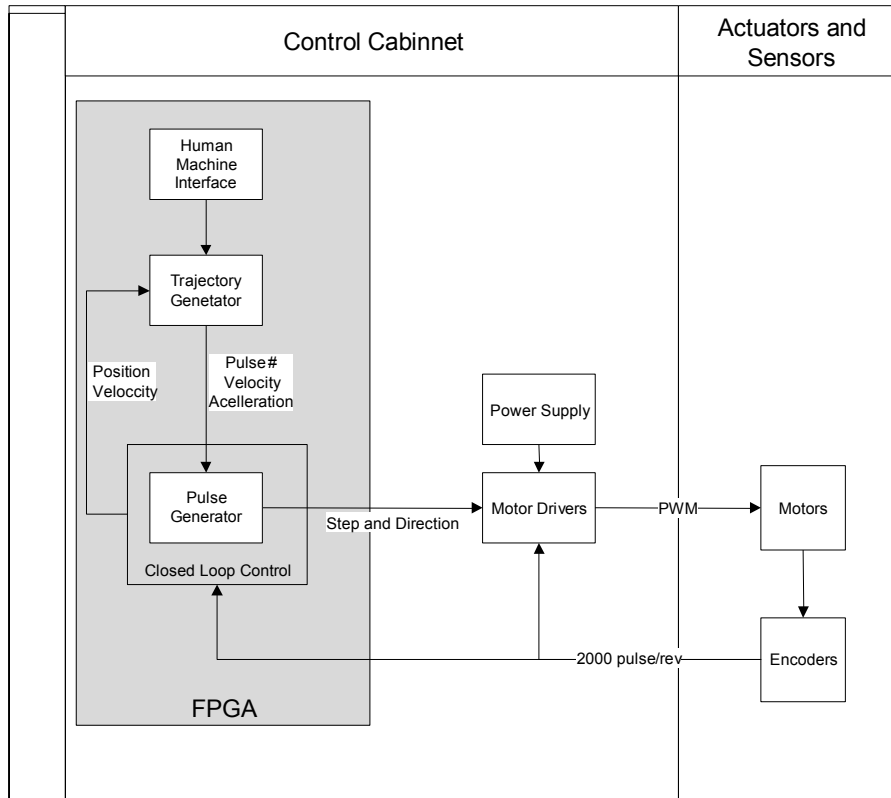 Control Cabinnet
Actuators and
Sensors
Human
Machine
Interface
Trajectory
Genetator
Position
Veloccity
Pulse#
Velocity
Acelleration
Power Supply
Pulse
Generator
Step and Direction
Motor Drivers
PWM
Motors
Closed Loop Control
2000 pulse/rev
Encoders
FPGA